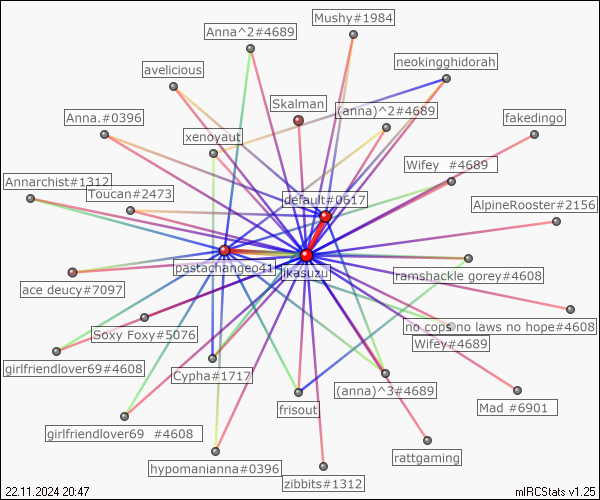 Mushy#1984
Anna^2#4689
neokingghidorah
avelicious
Skalman
(anna)^2#4689
Anna.#0396
fakedingo
xenoyaut
Wifey #4689
Annarchist#1312
Toucan#2473
default#0617
AlpineRooster#2156
pastachangeo41
ikasuzu
ramshackle gorey#4608
ace deucy#7097
no cops no laws no hope#4608
Soxy Foxy#5076
Wifey#4689
girlfriendlover69#4608
Cypha#1717
(anna)^3#4689
frisout
Mad #6901
girlfriendlover69 #4608
rattgaming
hypomanianna#0396
zibbits#1312
22.11.2024 20:47
mIRCStats v1.25